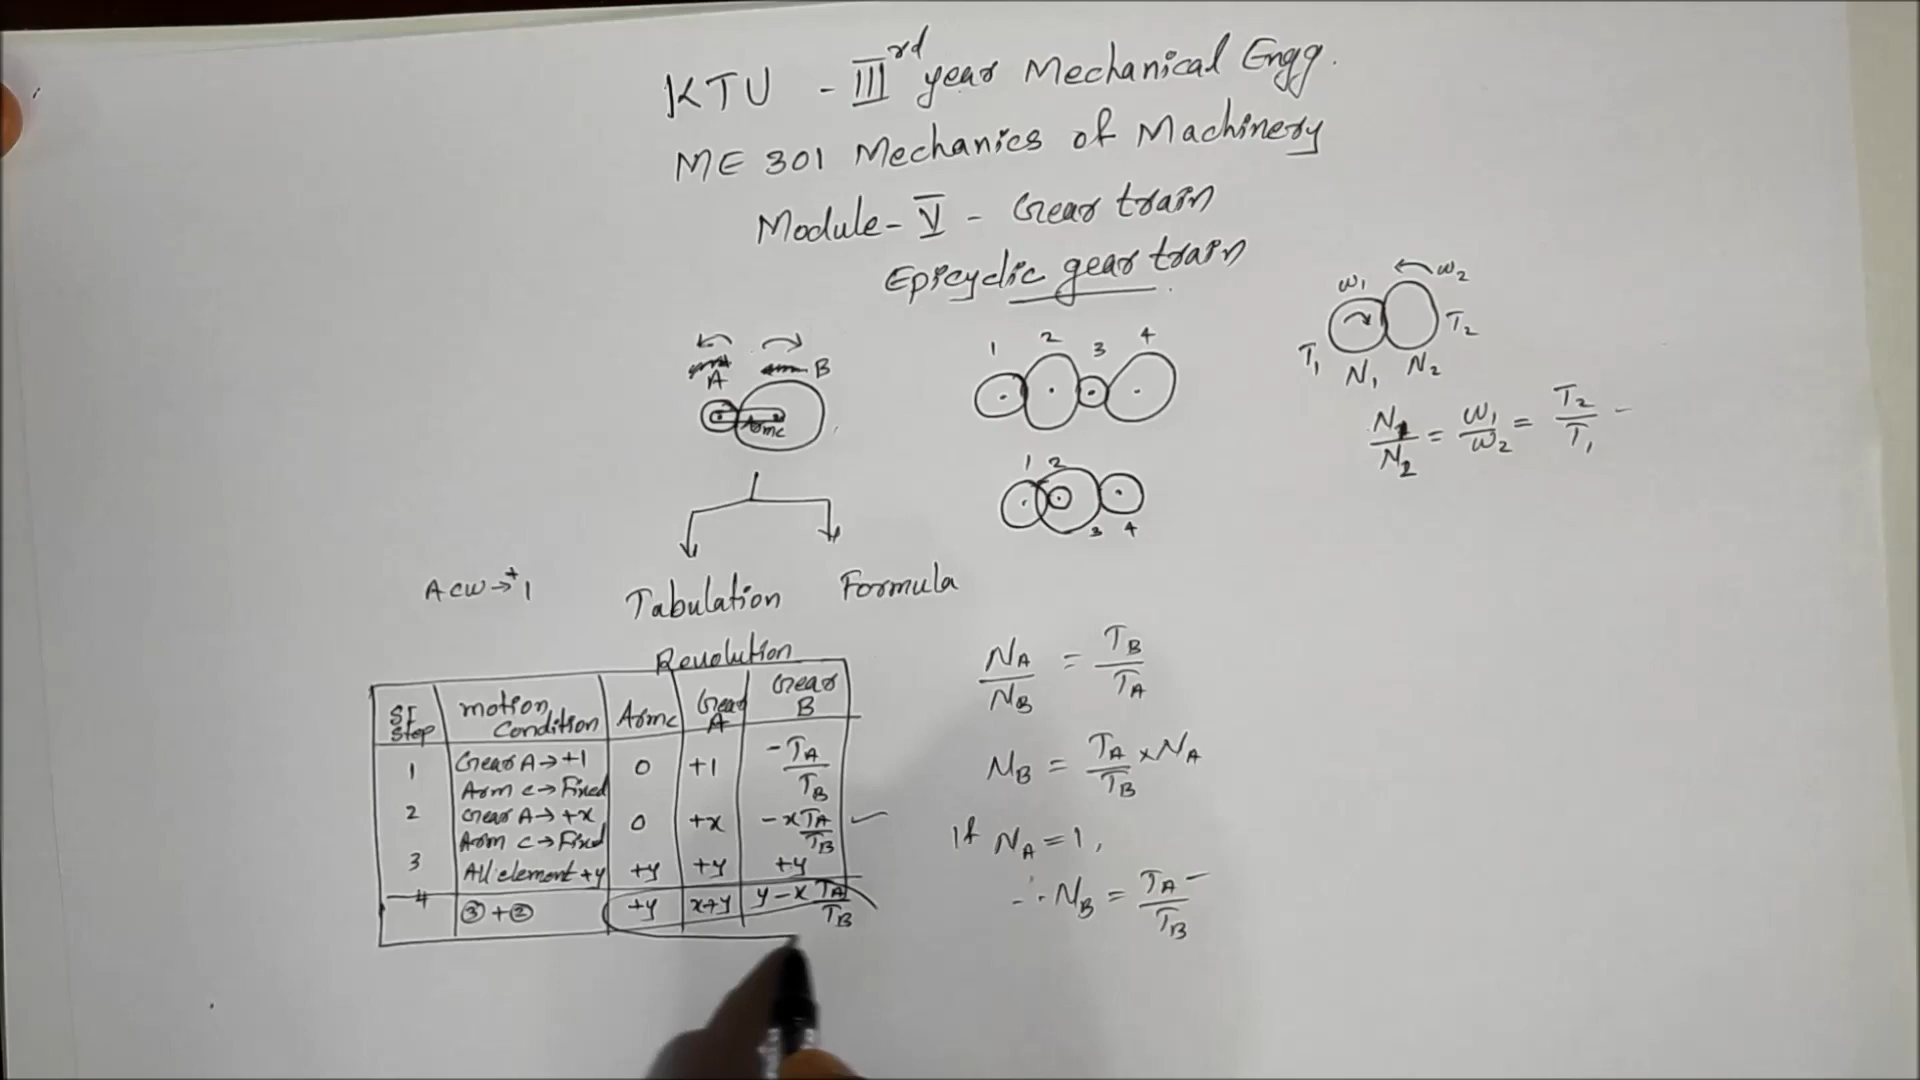 KTU - IIIrd year Mechanical Engg.
ME 301 Mechanics of Machinery
Module - V - Gear train
Epicyclic gear train
A B
Arm C
1 2 3 4
1 2
3 4
ω1 ω2
T1 N1 N2 T2
N1/N2 = ω1/ω2 = T2/T1
ACW → +1
Tabulation Formula
Revolution
Step motion Condition Arm C Gear A Gear B
1 Gear A → +1 Arm C → Fixed 0 +1 -TA/TB
2 Gear A → +x Arm C → Fixed 0 +x -x TA/TB
3 All element +y +y +y +y
4 ③+② +y x+y y - x TA/TB
NA/NB = TB/TA
NB = TA/TB × NA
If NA = 1,
∴ NB = TA/TB